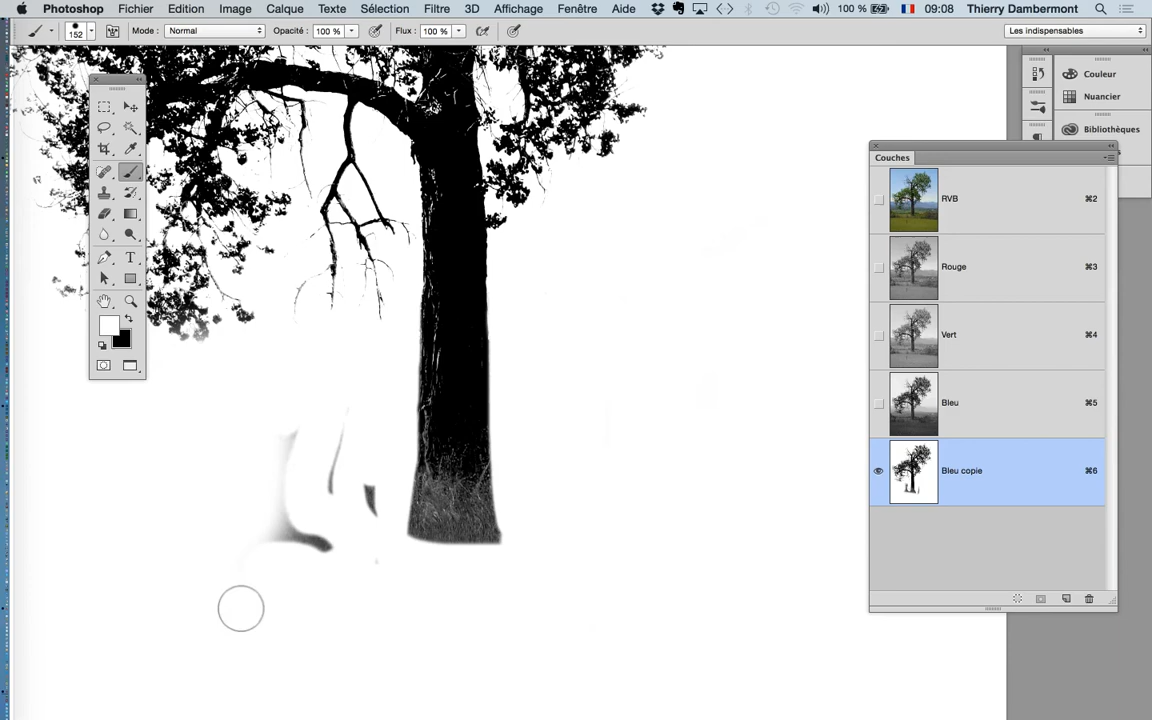 Photoshop Fichier Edition Image Calque Texte Sélection Filtre 3D Affichage Fenêtre Aide 100 % 09:08 Thierry Dambermont
152 Mode : Normal Opacité : 100 % Flux : 100 % Les indispensables
Couleur
Nuancier
Bibliothèques
Couches
RVB ⌘2
Rouge ⌘3
Vert ⌘4
Bleu ⌘5
Bleu copie ⌘6